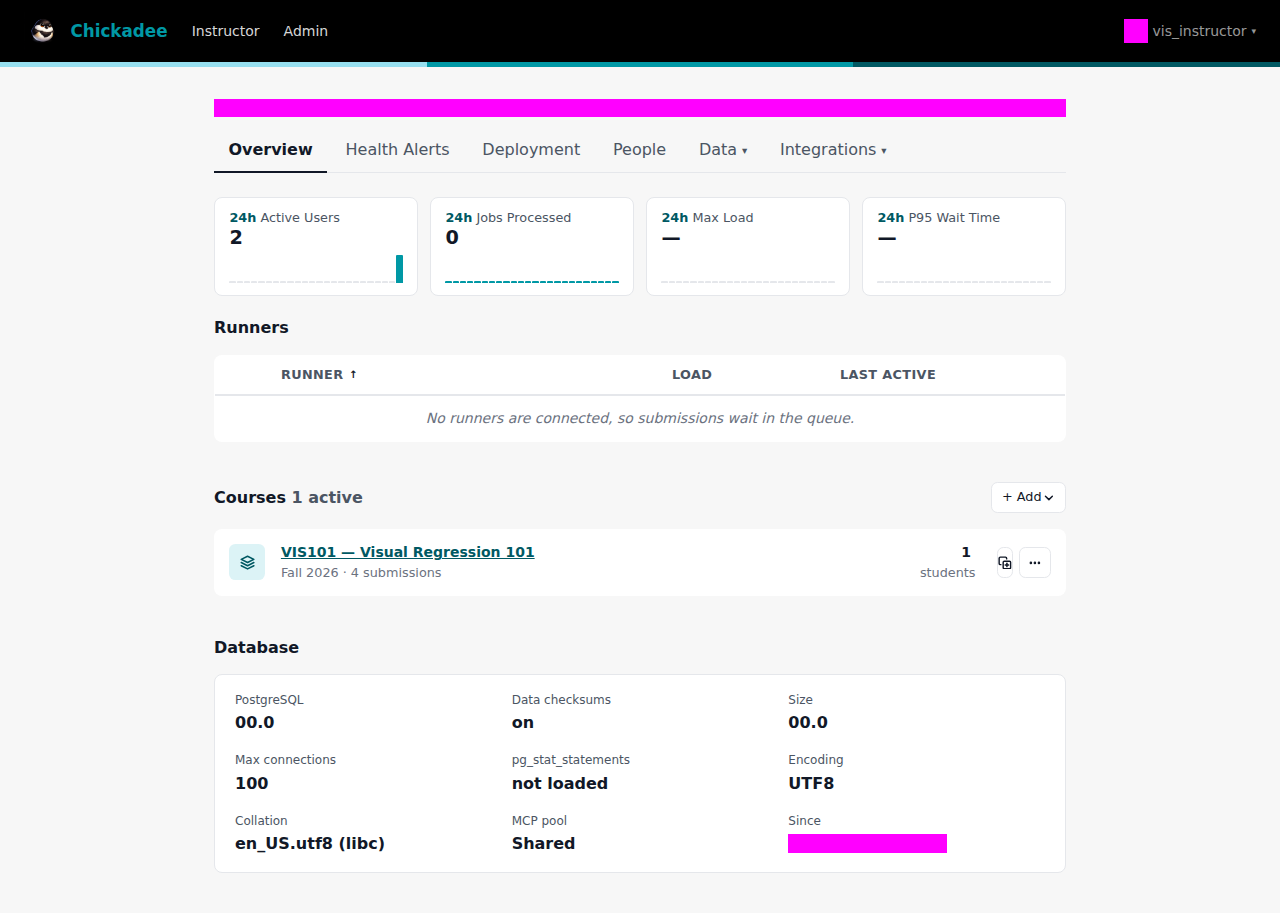 Chickadee Instructor Admin vis_instructor ▾
Overview Health Alerts Deployment People Data ▾ Integrations ▾
24h Active Users 24h Jobs Processed 24h Max Load 24h P95 Wait Time
2 0 — —
Runners
RUNNER ↑ LOAD LAST ACTIVE
No runners are connected, so submissions wait in the queue.
Courses 1 active + Add
VIS101 — Visual Regression 101 1
Fall 2026 · 4 submissions students
Database
PostgreSQL Data checksums Size
00.0 on 00.0
Max connections pg_stat_statements Encoding
100 not loaded UTF8
Collation MCP pool Since
en_US.utf8 (libc) Shared